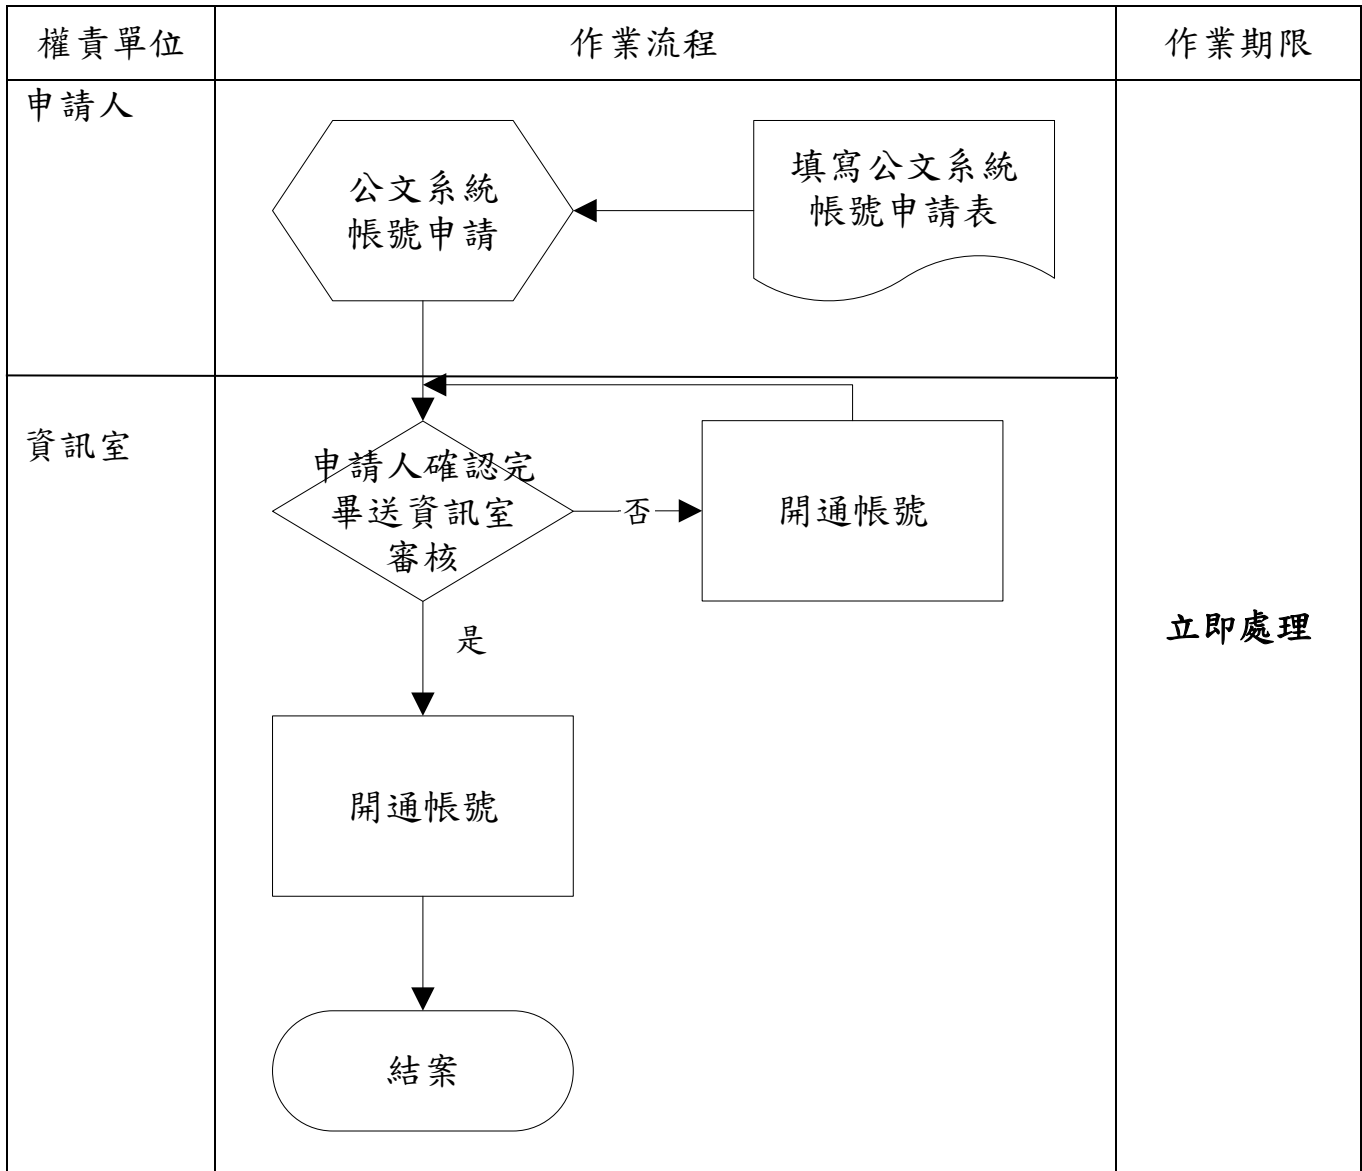 權責單位
作業流程
作業期限
申請人
公文系統
帳號申請
填寫公文系統
帳號申請表
資訊室
申請人確認完
畢送資訊室
審核
否
開通帳號
是
立即處理
開通帳號
結案